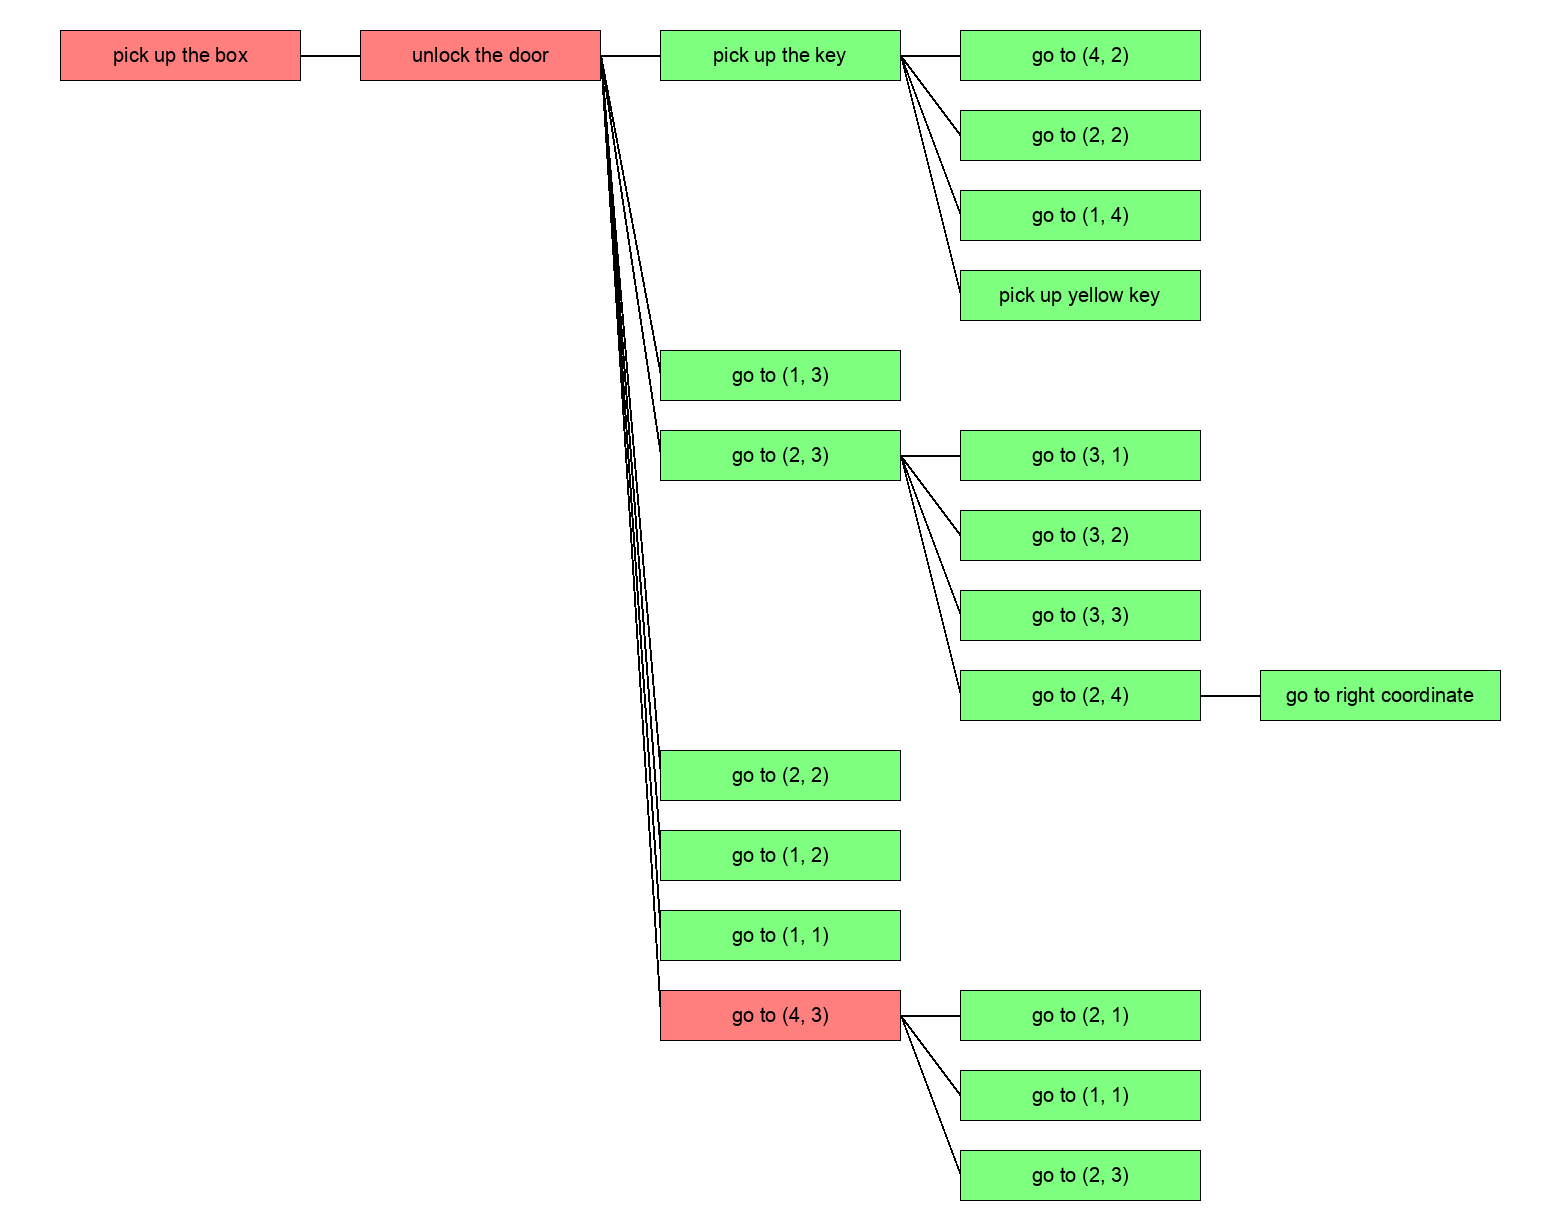 pick up the box
unlock the door
pick up the key
go to (4, 2)
go to (2, 2)
go to (1, 4)
pick up yellow key
go to (1, 3)
go to (2, 3)
go to (3, 1)
go to (3, 2)
go to (3, 3)
go to (2, 4)
go to right coordinate
go to (2, 2)
go to (1, 2)
go to (1, 1)
go to (4, 3)
go to (2, 1)
go to (1, 1)
go to (2, 3)